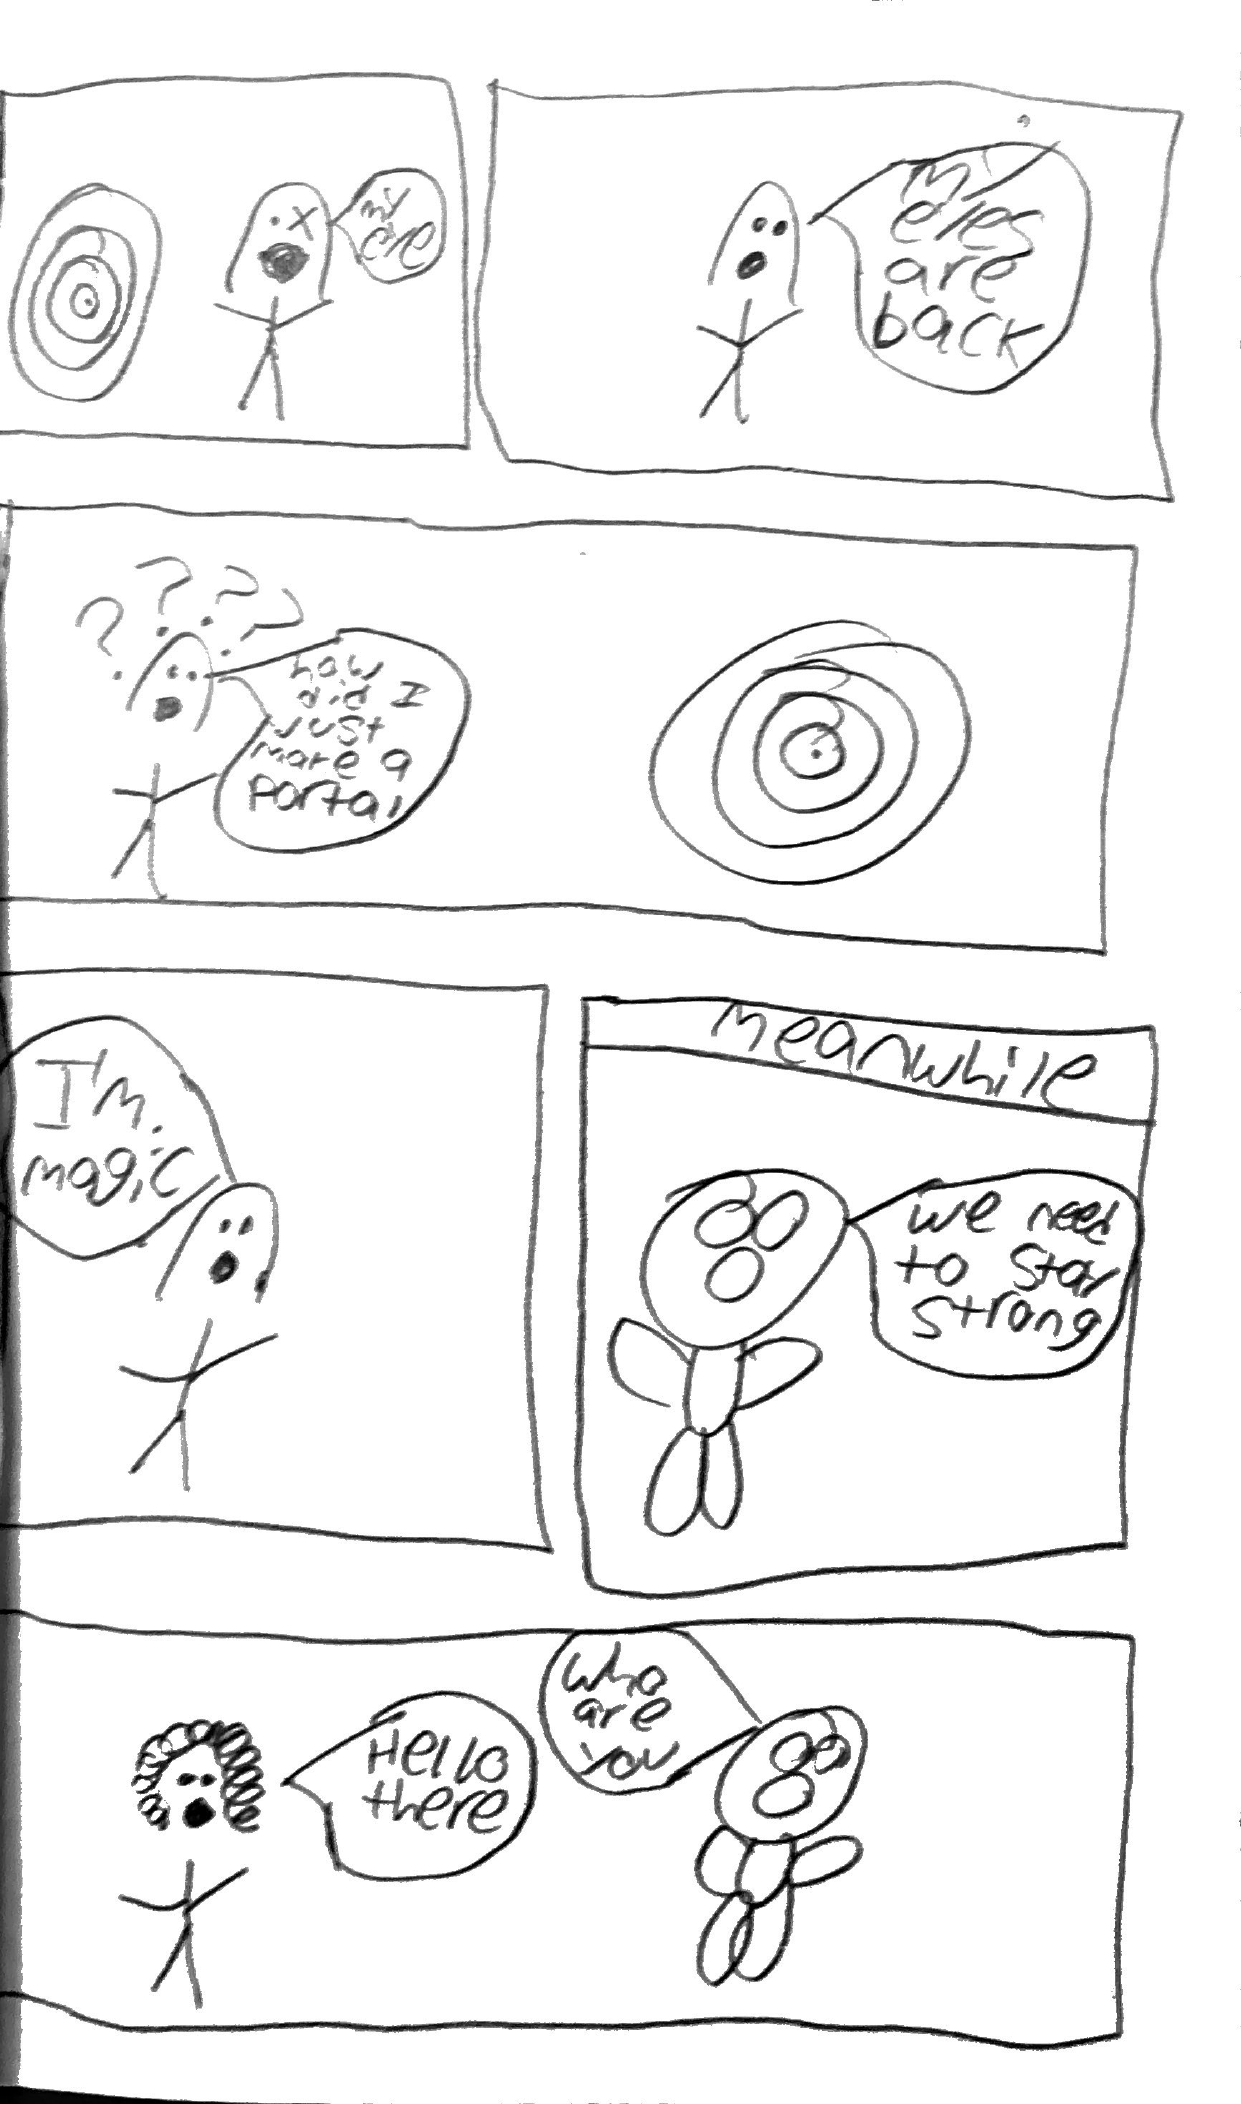 my
eye
my
eyes
are
back
? ? ? ?
how
did I
just
make a
portal
I'm
magic
meanwhile
we need
to stay
strong
Hello
there
who
are
you